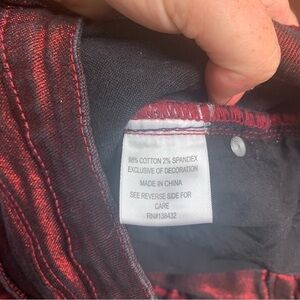 98% COTTON 2% SPANDEX
EXCLUSIVE OF DECORATION
MADE IN CHINA
SEE REVERSE SIDE FOR
CARE
RN#138432